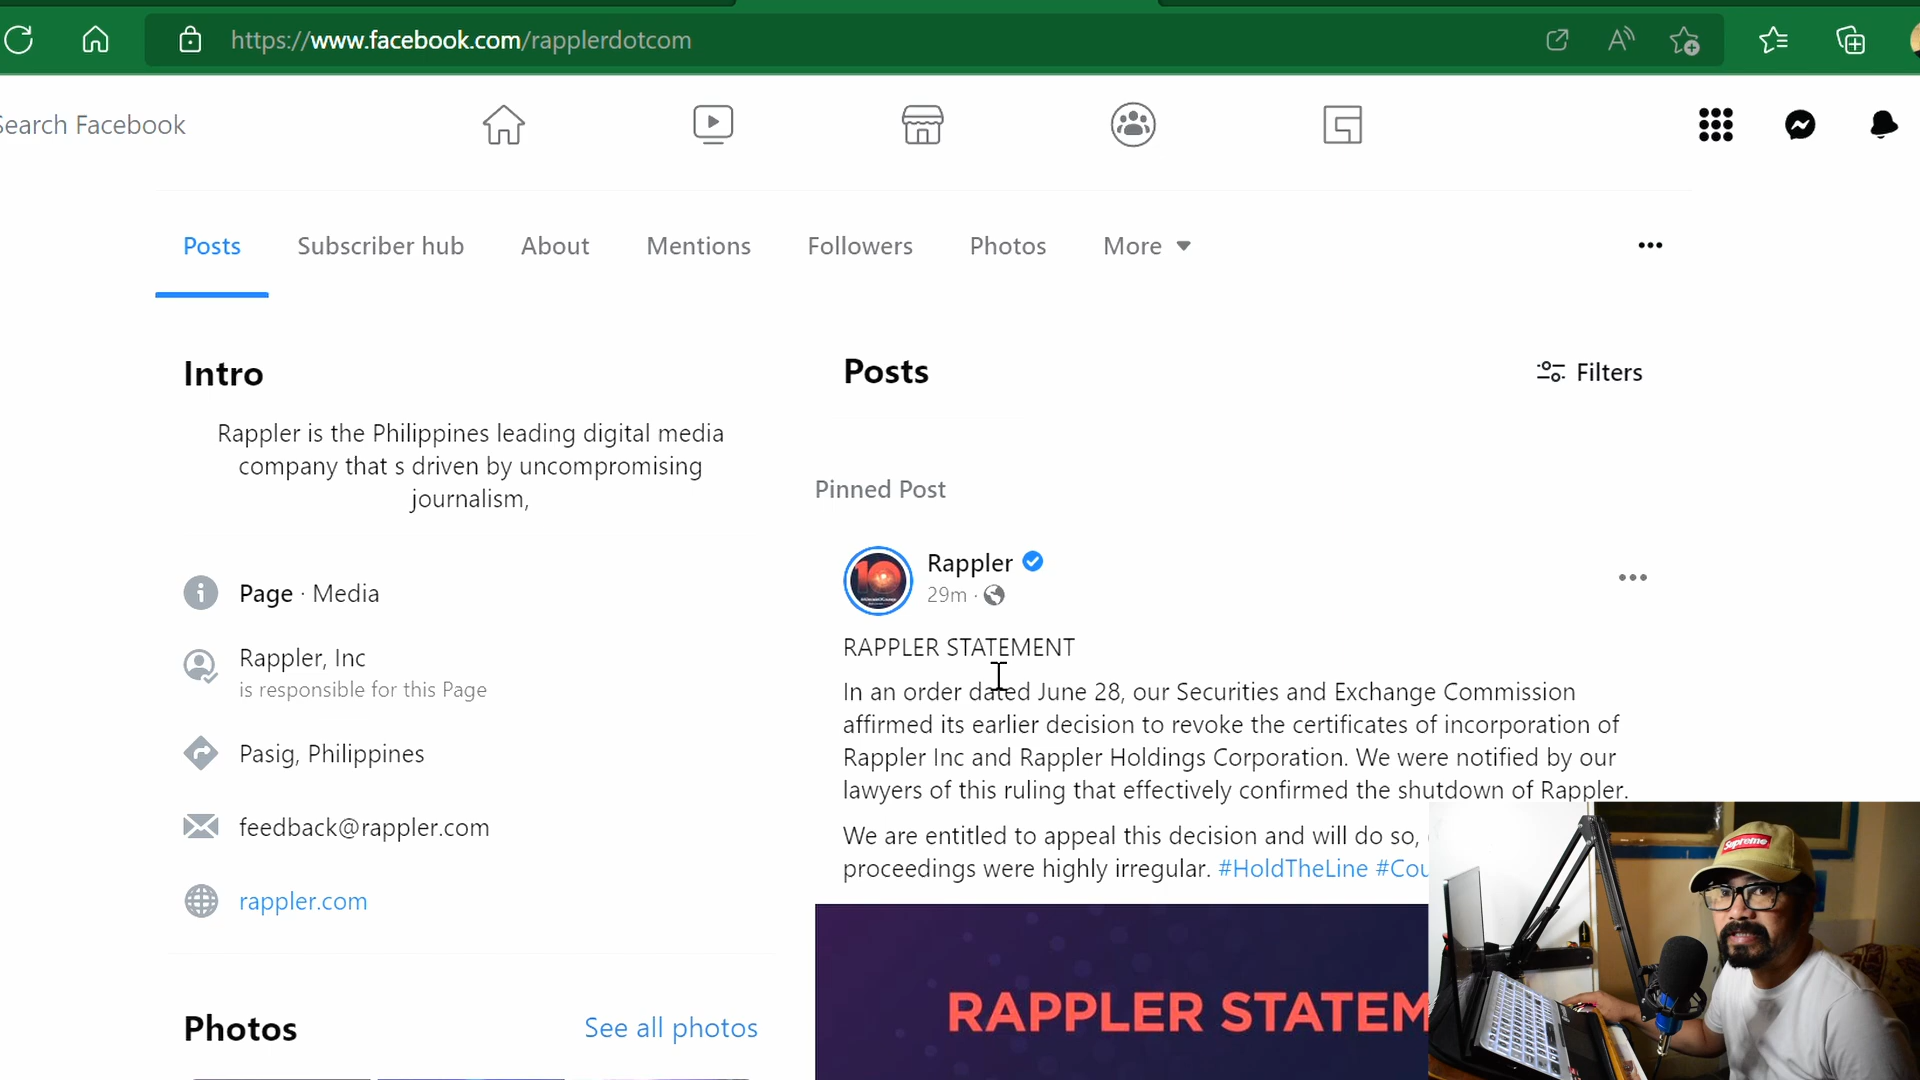 https://www.facebook.com/rapplerdotcom
Search Facebook
Posts
Subscriber hub
About
Mentions
Followers
Photos
More
Intro
Rappler is the Philippines leading digital media
company that s driven by uncompromising
journalism,
Page · Media
Rappler, Inc
is responsible for this Page
Pasig, Philippines
feedback@rappler.com
rappler.com
Photos
See all photos
Posts
Filters
Pinned Post
Rappler
29m ·
RAPPLER STATEMENT
In an order dated June 28, our Securities and Exchange Commission
affirmed its earlier decision to revoke the certificates of incorporation of
Rappler Inc and Rappler Holdings Corporation. We were notified by our
lawyers of this ruling that effectively confirmed the shutdown of Rappler.
We are entitled to appeal this decision and will do so,
proceedings were highly irregular. #HoldTheLine #Cou
RAPPLER STATEM
Supreme
10